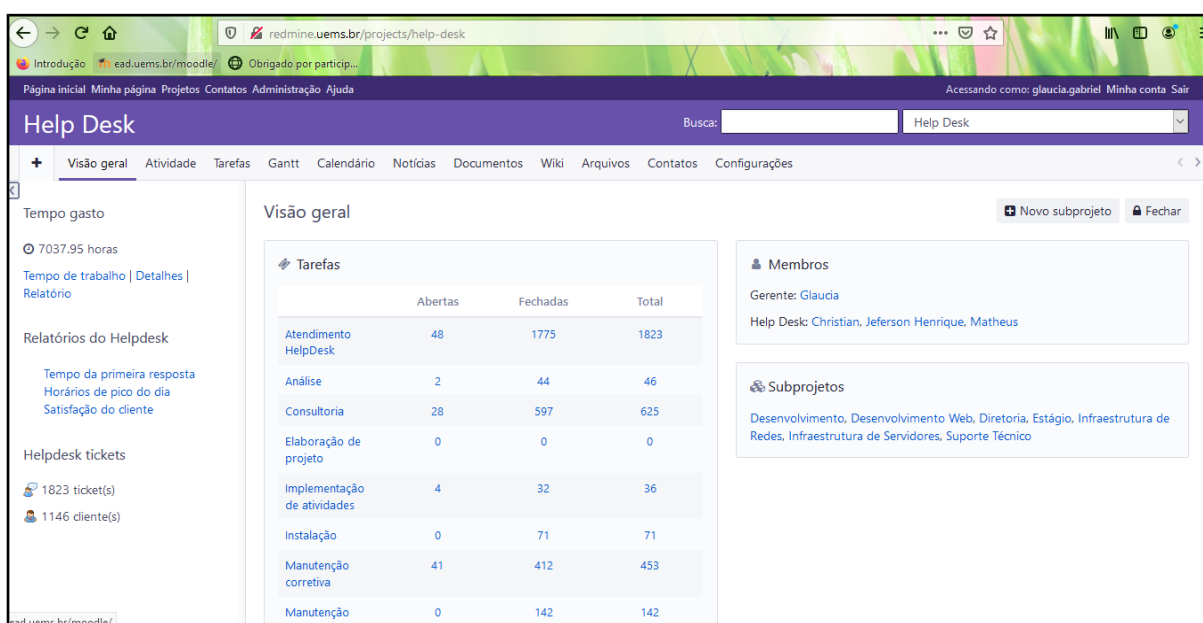 redmine.uems.br/projects/help-desk
Introdução ead.uems.br/moodle/ Obrigado por particip...
Página inicial Minha página Projetos Contatos Administração Ajuda Acessando como: glaucia.gabriel Minha conta Sair
Help Desk Busca: Help Desk
+ Visão geral Atividade Tarefas Gantt Calendário Notícias Documentos Wiki Arquivos Contatos Configurações
Tempo gasto
7037.95 horas
Tempo de trabalho | Detalhes |
Relatório
Relatórios do Helpdesk
Tempo da primeira resposta
Horários de pico do dia
Satisfação do cliente
Helpdesk tickets
1823 ticket(s)
1146 cliente(s)
Visão geral
Novo subprojeto Fechar
Tarefas
Abertas Fechadas Total
Atendimento 48 1775 1823
HelpDesk
Análise 2 44 46
Consultoria 28 597 625
Elaboração de 0 0 0
projeto
Implementação 4 32 36
de atividades
Instalação 0 71 71
Manutenção 41 412 453
corretiva
Manutenção 0 142 142
Membros
Gerente: Glaucia
Help Desk: Christian, Jeferson Henrique, Matheus
Subprojetos
Desenvolvimento, Desenvolvimento Web, Diretoria, Estágio, Infraestrutura de
Redes, Infraestrutura de Servidores, Suporte Técnico
ead.uems.br/moodle/